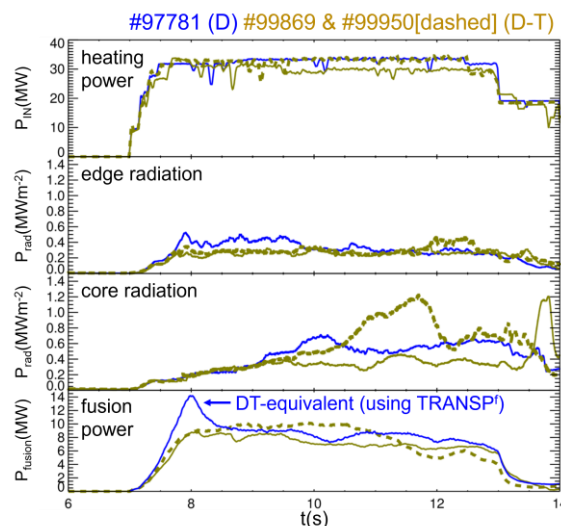 #97781 (D) #99869 & #99950[dashed] (D-T)
40
30
20
10
0
P_IN(MW)
heating
power
1.4
1.2
1.0
0.8
0.6
0.4
0.2
0.0
P_rad(MWm⁻²)
edge radiation
1.4
1.2
1.0
0.8
0.6
0.4
0.2
0.0
P_rad(MWm⁻²)
core radiation
14
12
10
8
6
4
2
0
P_fusion(MW)
fusion
power
DT-equivalent (using TRANSPᶠ)
6 8 10 12 14
t(s)